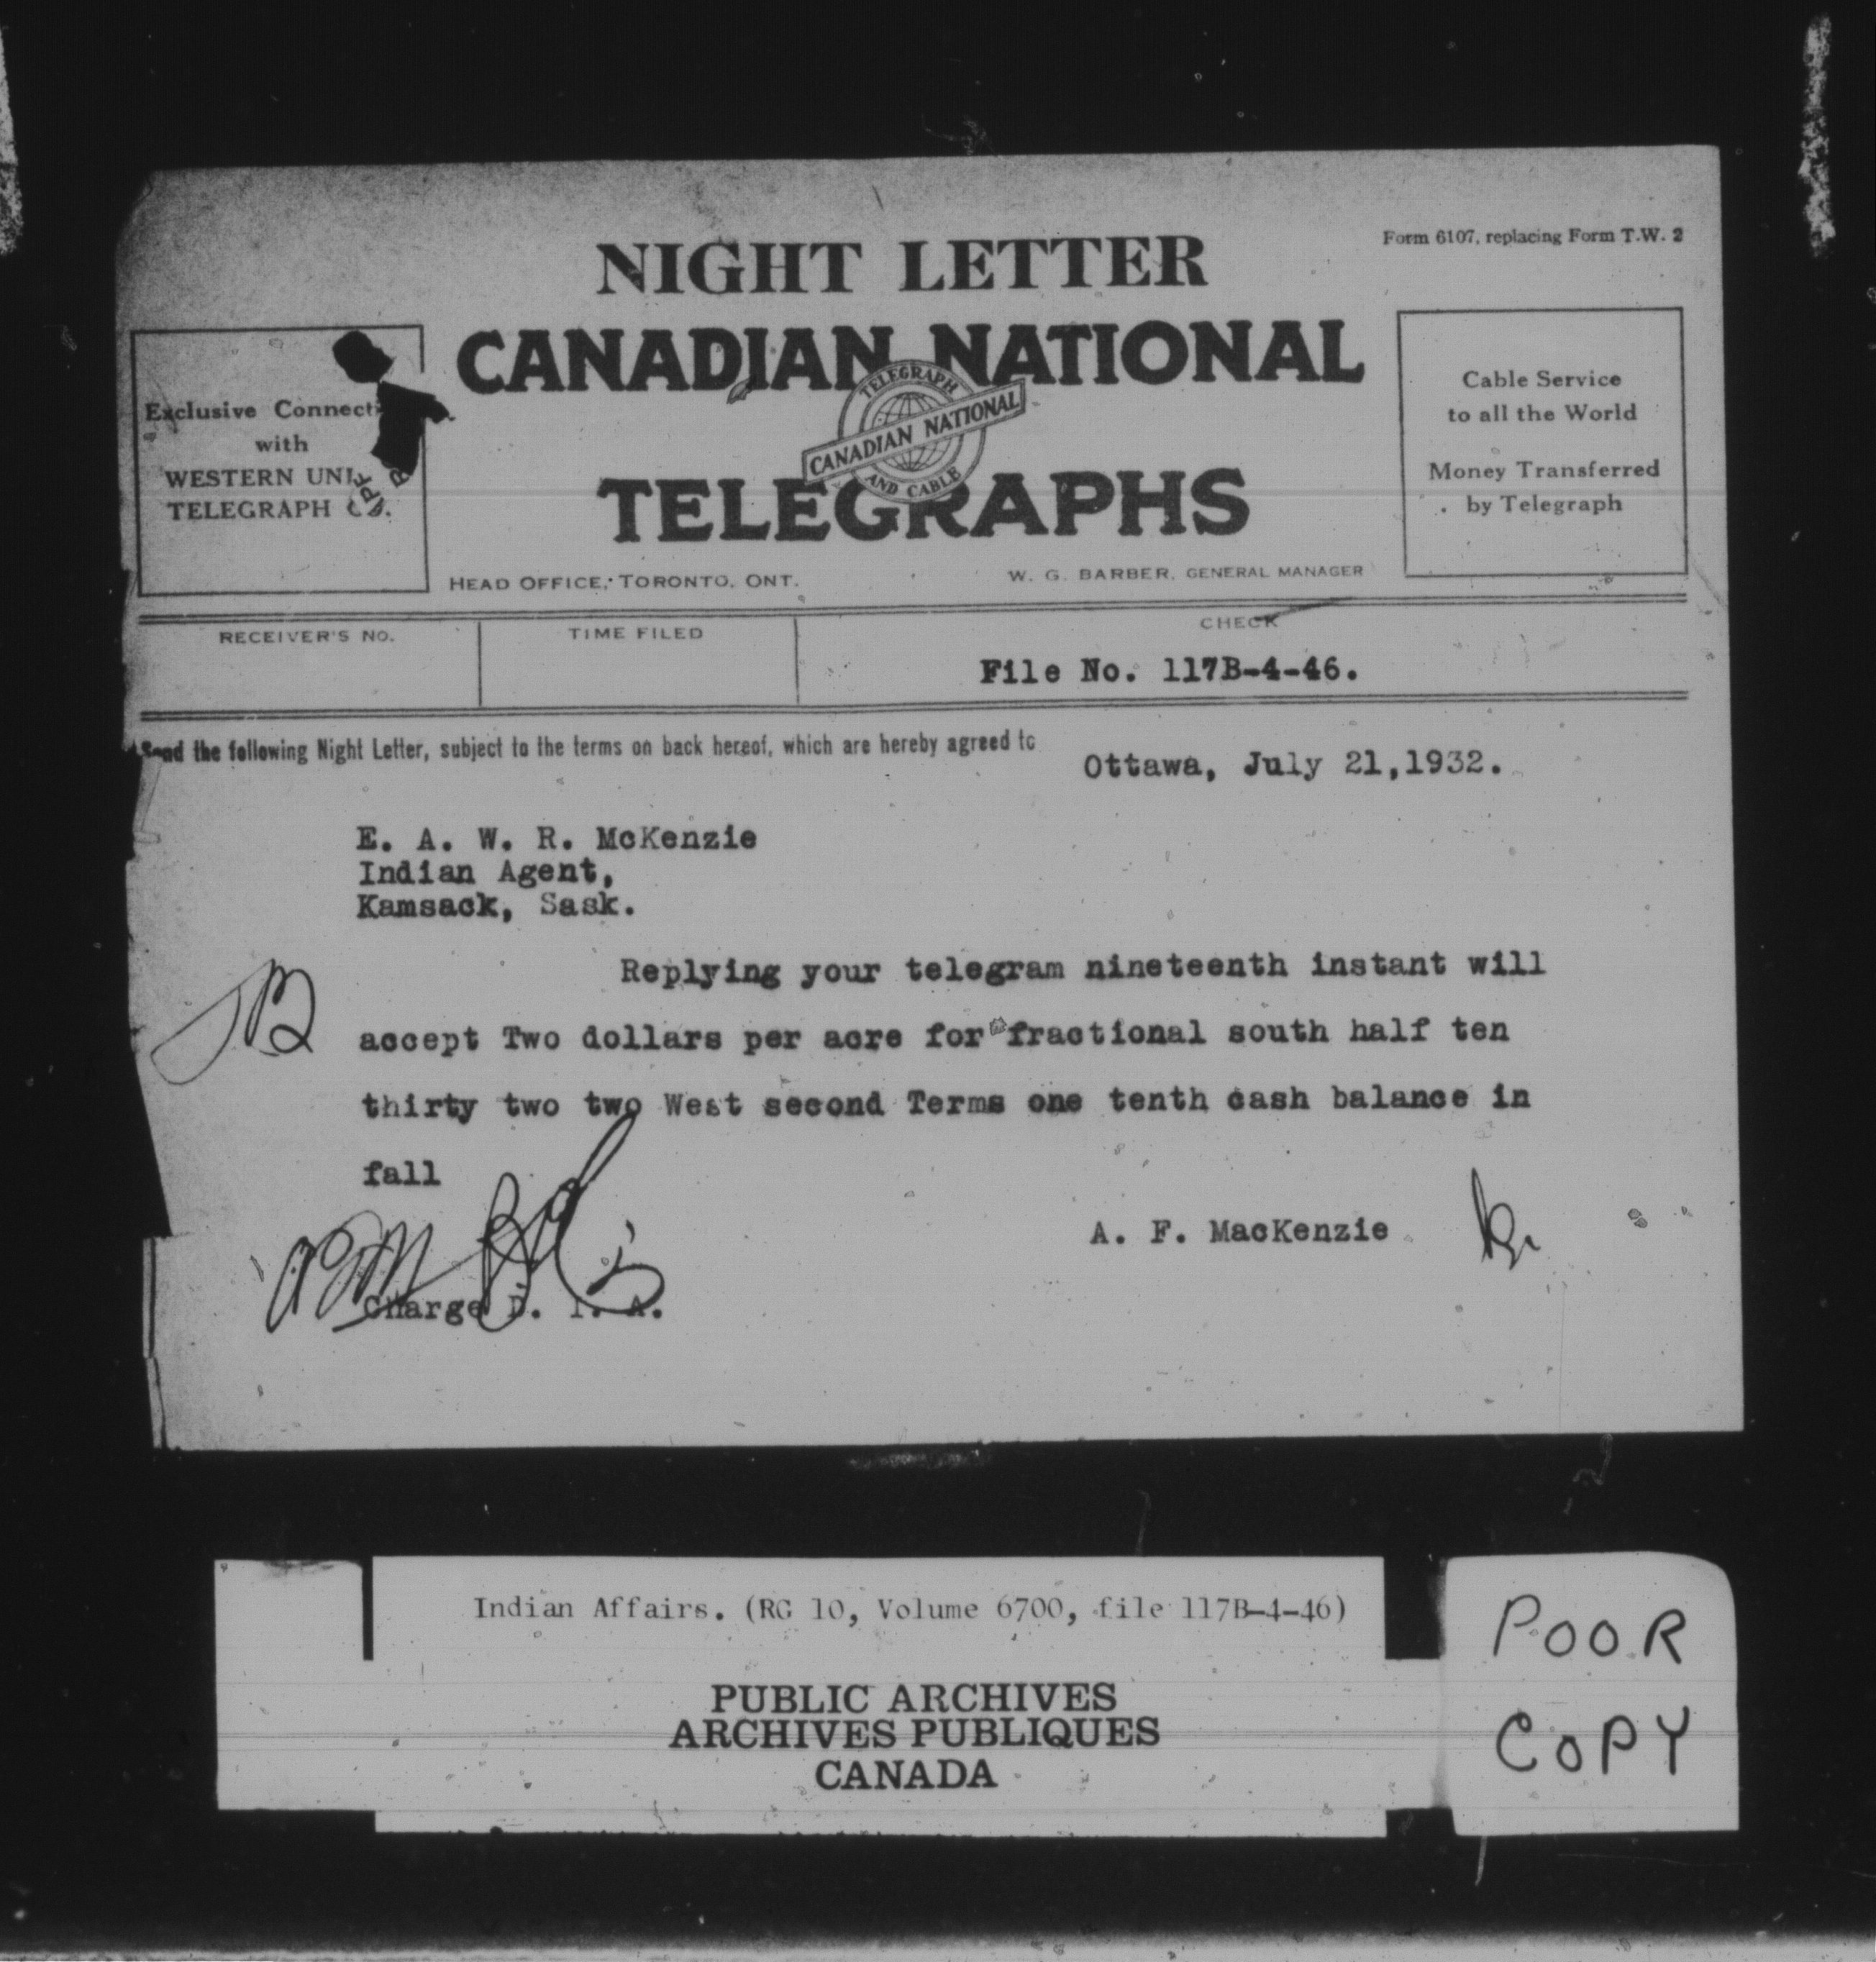 Form 6107, replacing Form T.W. 2
NIGHT LETTER
CANADIAN NATIONAL
TELEGRAPH
CANADIAN NATIONAL
AND CABLE
TELEGRAPHS
Exclusive Connecti
with
WESTERN UNI
TELEGRAPH
Cable Service
to all the World
Money Transferred
by Telegraph
HEAD OFFICE, TORONTO, ONT.
W. G. BARBER, GENERAL MANAGER
RECEIVER'S NO.
TIME FILED
CHECK
File No. 117B-4-46.
Send the following Night Letter, subject to the terms on back hereof, which are hereby agreed to
Ottawa, July 21,1932.
E. A. W. R. McKenzie
Indian Agent,
Kamsack, Sask.
Replying your telegram nineteenth instant will
accept Two dollars per acre for fractional south half ten
thirty two two West second Terms one tenth cash balance in
fall
A. F. MacKenzie
Charge D. I. A.
Indian Affairs. (RG 10, Volume 6700, file 117B-4-46)
PUBLIC ARCHIVES
ARCHIVES PUBLIQUES
CANADA
POOR
COPY